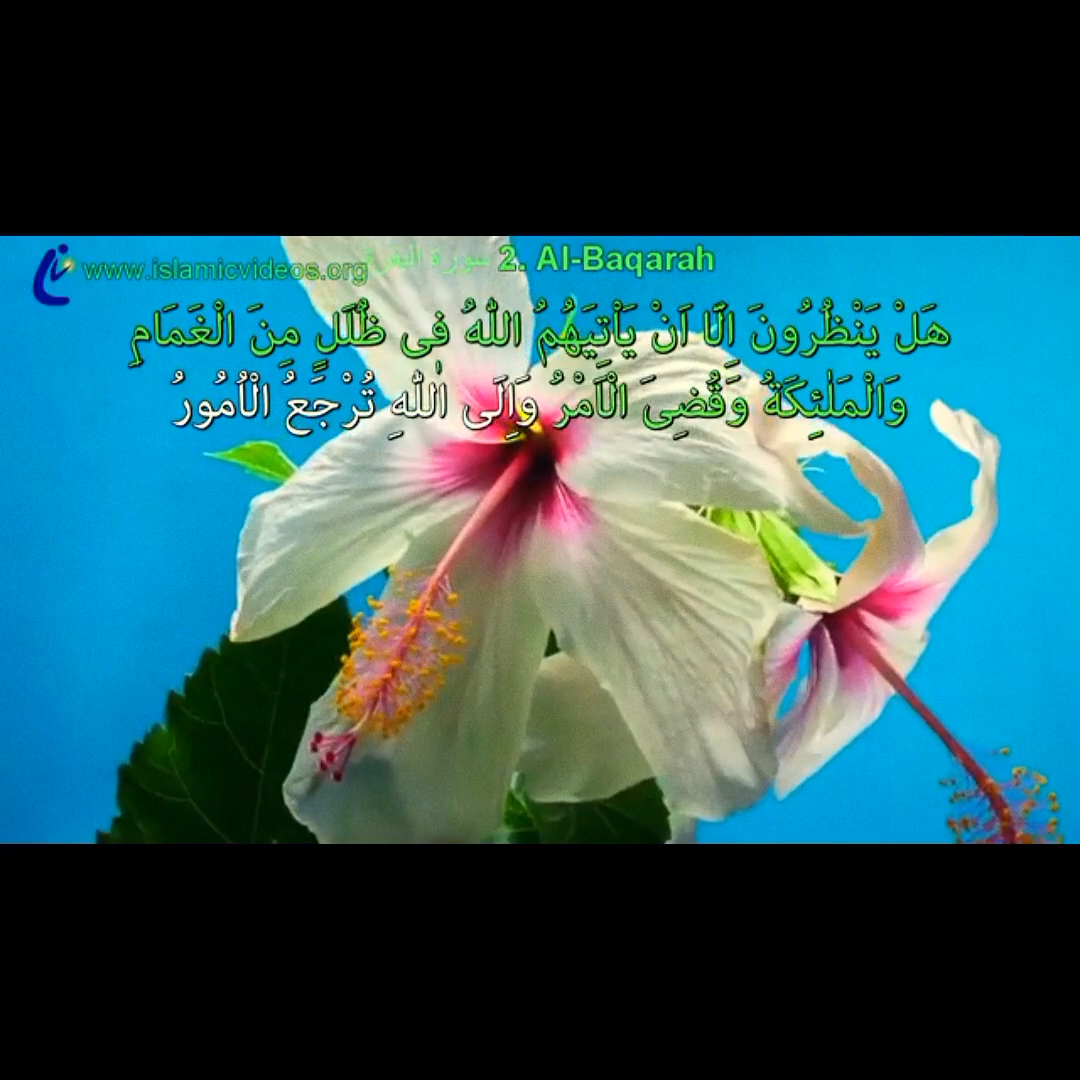 www.islamicvideos.org سورة البقرة 2. Al-Baqarah
هَلْ يَنْظُرُونَ اِلَّا اَنْ يَاْتِيَهُمُ اللّٰهُ فِى ظُلَلٍ مِنَ الْغَمَامِ
وَالْمَلٰئِكَةُ وَقُضِىَ الْاَمْرُ وَاِلَى اللّٰهِ تُرْجَعُ الْاُمُورُ